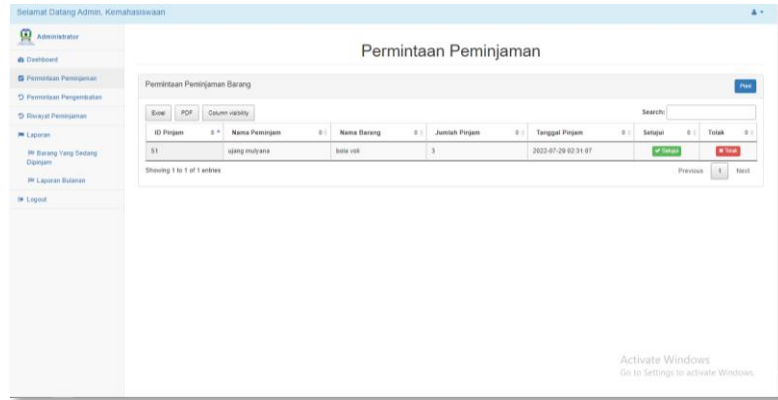 Selamat Datang Admin, Kemahasiswaan
Administrator
Dashboard
Permintaan Peminjaman
Permintaan Pengembalian
Riwayat Peminjaman
Laporan
Barang Yang Sedang
Dipinjam
Laporan Bulanan
Logout
Permintaan Peminjaman
Permintaan Peminjaman Barang
Print
Excel PDF Column visibility
Search:
ID Pinjam Nama Peminjam Nama Barang Jumlah Pinjam Tanggal Pinjam Setujui Tolak
51 ujang mulyana bola voli 3 2022-07-29 02:31:07 Setujui Tolak
Showing 1 to 1 of 1 entries
Previous 1 Next
Activate Windows
Go to Settings to activate Windows.